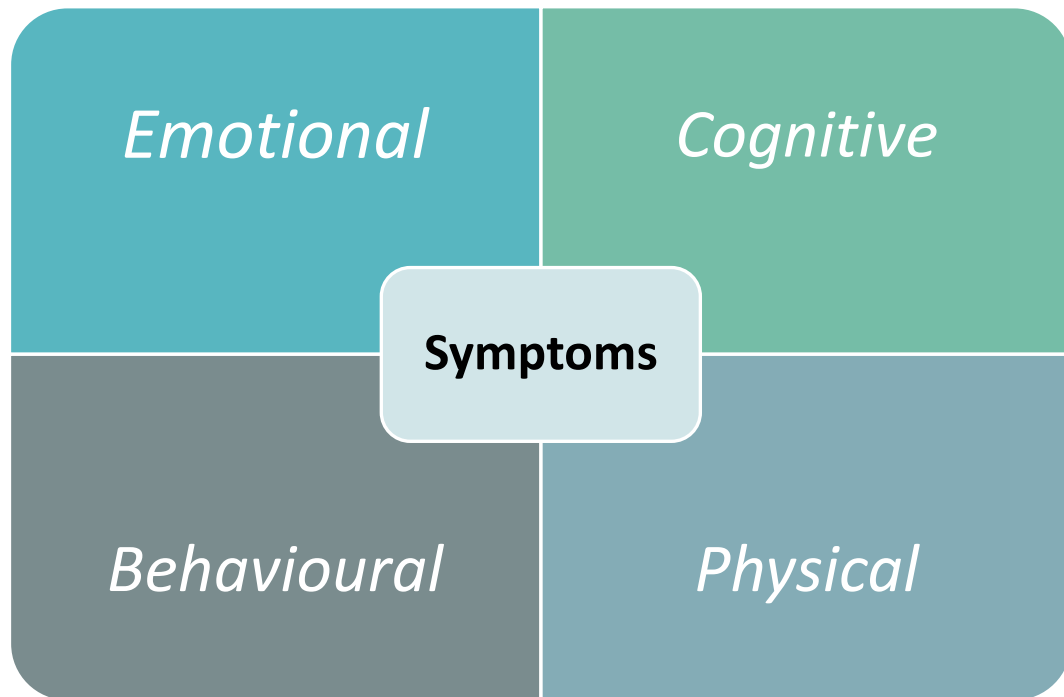 Emotional
Cognitive
Symptoms
Behavioural
Physical